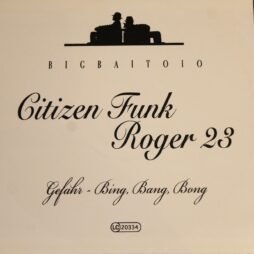 BIGBAIT010
Citizen Funk
Roger 23
Gefahr - Bing, Bang, Bong
LC 20334